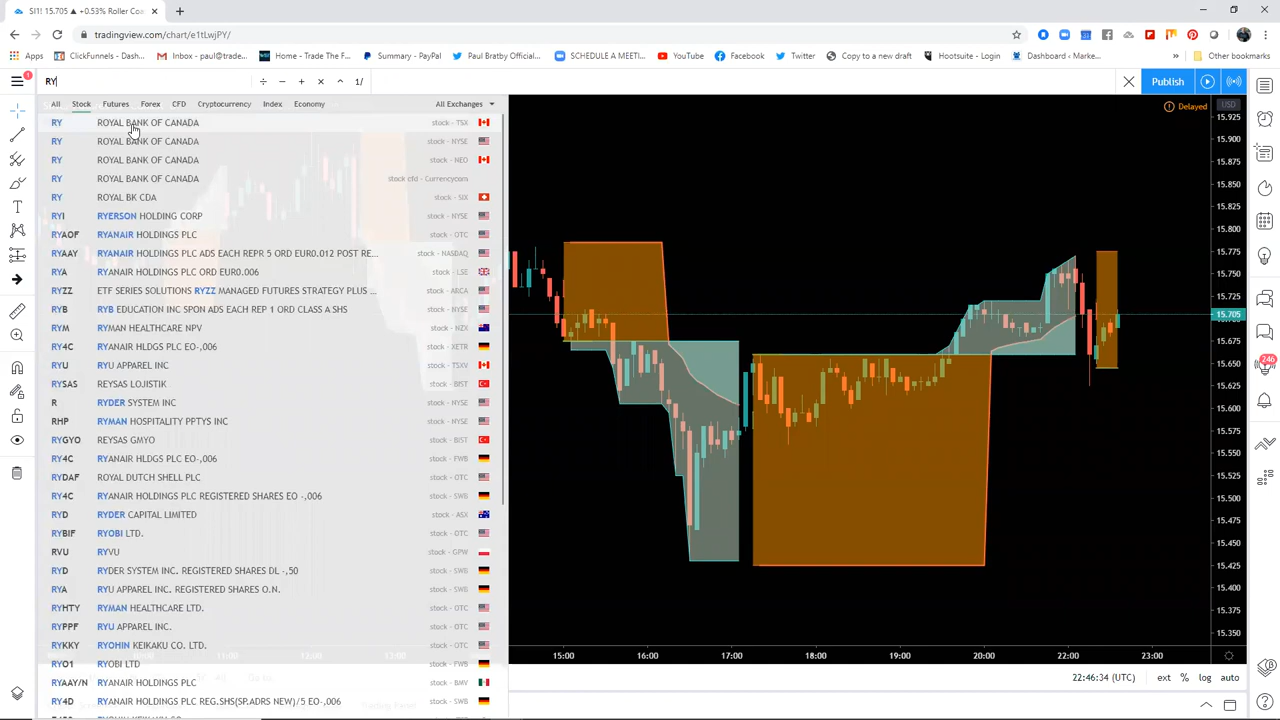 SI1! 15.705 ▲ +0.53% Roller Co
tradingview.com/chart/e1tLwjPY/
Apps ClickFunnels - Dash... Inbox - paul@trade... Home - Trade The F... Summary - PayPal Paul Bratby Official... SCHEDULE A MEETI... YouTube Facebook Twitter Copy to a new draft Hootsuite - Login Dashboard ‹ Marke... » Other bookmarks
1 RY ÷ − + × ^ 1/ Publish
All Stock Futures Forex CFD Cryptocurrency Index Economy All Exchanges
Delayed USD
RY ROYAL BANK OF CANADA stock - TSX
RY ROYAL BANK OF CANADA stock - NYSE
RY ROYAL BANK OF CANADA stock - NEO
RY ROYAL BANK OF CANADA stock cfd - Currencycom
RY ROYAL BK CDA stock - SIX
RYI RYERSON HOLDING CORP stock - NYSE
RYAOF RYANAIR HOLDINGS PLC stock - OTC
RYAAY RYANAIR HOLDINGS PLC ADS EACH REPR 5 ORD EUR0.012 POST RE... stock - NASDAQ
RYA RYANAIR HOLDINGS PLC ORD EUR0.006 stock - LSE
RYZZ ETF SERIES SOLUTIONS RYZZ MANAGED FUTURES STRATEGY PLUS ... stock - ARCA
RYB RYB EDUCATION INC SPON ADS EACH REP 1 ORD CLASS A SHS stock - NYSE
RYM RYMAN HEALTHCARE NPV stock - NZX
RY4C RYANAIR HLDGS PLC EO-,006 stock - XETR
RYU RYU APPAREL INC. stock - TSXV
RYSAS REYSAS LOJISTIK stock - BIST
R RYDER SYSTEM INC stock - NYSE
RHP RYMAN HOSPITALITY PPTYS INC stock - NYSE
RYGYO REYSAS GMYO stock - BIST
RY4C RYANAIR HLDGS PLC EO-,006 stock - FWB
RYDAF ROYAL DUTCH SHELL PLC stock - OTC
RY4C RYANAIR HOLDINGS PLC REGISTERED SHARES EO -,006 stock - SWB
RYD RYDER CAPITAL LIMITED stock - ASX
RYBIF RYOBI LTD. stock - OTC
RVU RYVU stock - GPW
RYD RYDER SYSTEM INC. REGISTERED SHARES DL -,50 stock - SWB
RYA RYU APPAREL INC. REGISTERED SHARES O.N. stock - SWB
RYHTY RYMAN HEALTHCARE LTD. stock - OTC
RYPPF RYU APPAREL INC. stock - OTC
RYKKY RYOHIN KEIKAKU CO.LTD. stock - OTC
RYO1 RYOBI LTD stock - FWB
RYAAY/N RYANAIR HOLDINGS PLC stock - BMV
RY4D RYANAIR HOLDINGS PLC REG.SHS(SP.ADRS NEW)/5 EO-,006 stock - SWB
15.925
15.900
15.875
15.850
15.825
15.800
15.775
15.750
15.725
15.705
15.675
15.650
15.625
15.600
15.575
15.550
15.525
15.500
15.475
15.450
15.425
15.400
15.375
15.350
246
11:00 12:00 13:00 15:00 16:00 17:00 18:00 19:00 20:00 21:00 22:00 23:00
22:46:34 (UTC) ext % log auto